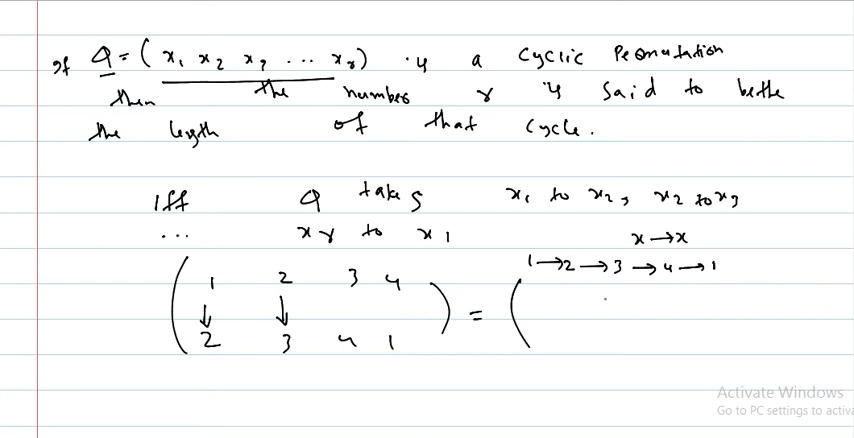 If Q = ( x1 x2 x3 ... xr ) is a cyclic permutation
then the number r is said to be the
the length of that cycle.
Iff Q takes x1 to x2, x2 to x3
... xr to x1 x → x
1 → 2 → 3 → 4 → 1
( 1 2 3 4 ) = (
↓ ↓
2 3 4 1
Activate Windows
Go to PC settings to activa